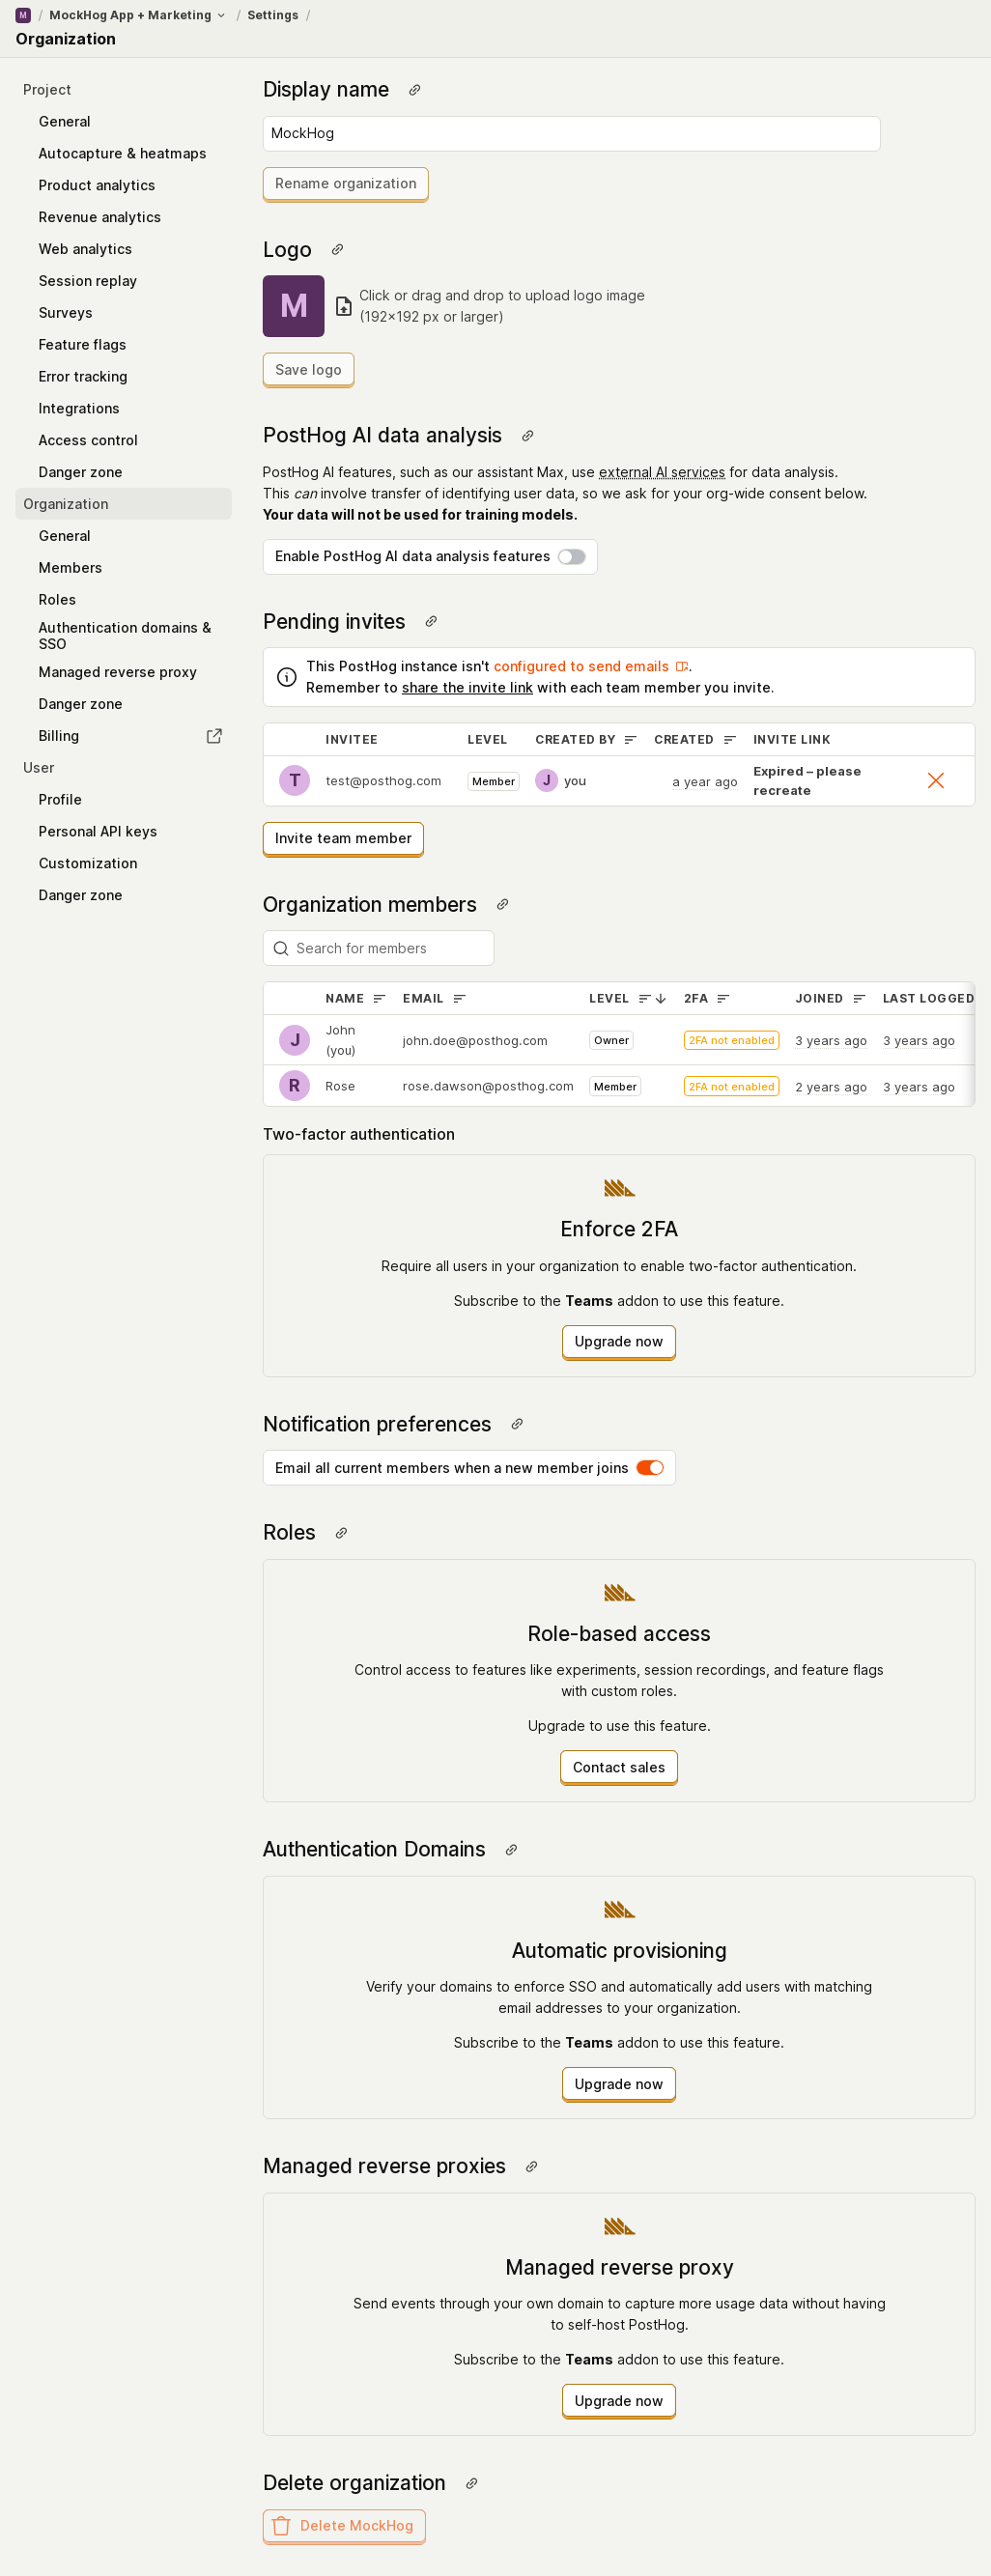 M / MockHog App + Marketing / Settings /
Organization
Project
General
Autocapture & heatmaps
Product analytics
Revenue analytics
Web analytics
Session replay
Surveys
Feature flags
Error tracking
Integrations
Access control
Danger zone
Organization
General
Members
Roles
Authentication domains &
SSO
Managed reverse proxy
Danger zone
Billing
User
Profile
Personal API keys
Customization
Danger zone
Display name
MockHog
Rename organization
Logo
M
Click or drag and drop to upload logo image
(192×192 px or larger)
Save logo
PostHog AI data analysis
PostHog AI features, such as our assistant Max, use external AI services for data analysis.
This can involve transfer of identifying user data, so we ask for your org-wide consent below.
Your data will not be used for training models.
Enable PostHog AI data analysis features
Pending invites
This PostHog instance isn't configured to send emails.
Remember to share the invite link with each team member you invite.
INVITEE LEVEL CREATED BY CREATED INVITE LINK
T test@posthog.com Member J you a year ago Expired – please
recreate
Invite team member
Organization members
Search for members
NAME EMAIL LEVEL 2FA JOINED LAST LOGGED
J John
(you) john.doe@posthog.com Owner 2FA not enabled 3 years ago 3 years ago
R Rose rose.dawson@posthog.com Member 2FA not enabled 2 years ago 3 years ago
Two-factor authentication
Enforce 2FA
Require all users in your organization to enable two-factor authentication.
Subscribe to the Teams addon to use this feature.
Upgrade now
Notification preferences
Email all current members when a new member joins
Roles
Role-based access
Control access to features like experiments, session recordings, and feature flags
with custom roles.
Upgrade to use this feature.
Contact sales
Authentication Domains
Automatic provisioning
Verify your domains to enforce SSO and automatically add users with matching
email addresses to your organization.
Subscribe to the Teams addon to use this feature.
Upgrade now
Managed reverse proxies
Managed reverse proxy
Send events through your own domain to capture more usage data without having
to self-host PostHog.
Subscribe to the Teams addon to use this feature.
Upgrade now
Delete organization
Delete MockHog